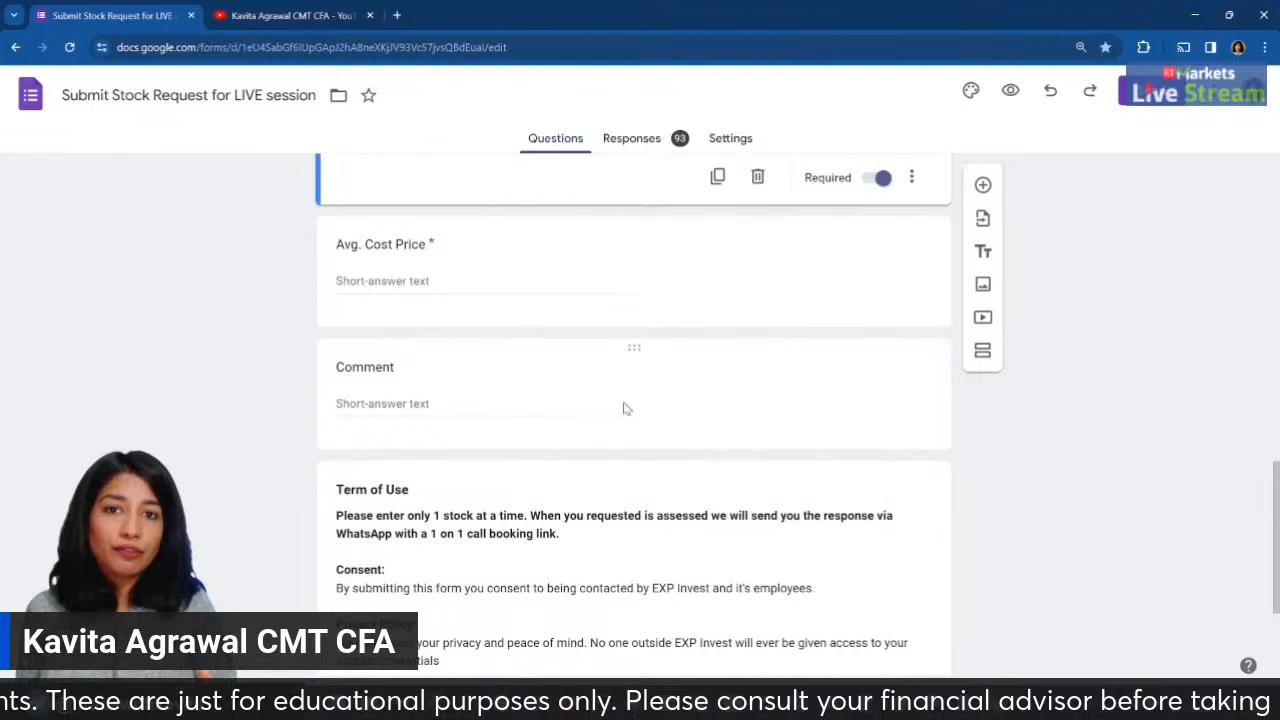 Submit Stock Request for LIVE
Kavita Agrawal CMT CFA - YouT
docs.google.com/forms/d/1eU4SabGf6IUpGApJ2hA8neXKjJV93Vc57jvsQBdEuaI/edit
Submit Stock Request for LIVE session
ET Markets
Live Stream
Questions Responses 93 Settings
Required
Avg. Cost Price *
Short-answer text
Comment
Short-answer text
Term of Use
Please enter only 1 stock at a time. When you requested is assessed we will send you the response via
WhatsApp with a 1 on 1 call booking link.
Consent:
By submitting this form you consent to being contacted by EXP Invest and it's employees.
Privacy Policy
your privacy and peace of mind. No one outside EXP Invest will ever be given access to your
Kavita Agrawal CMT CFA
nts. These are just for educational purposes only. Please consult your financial advisor before taking